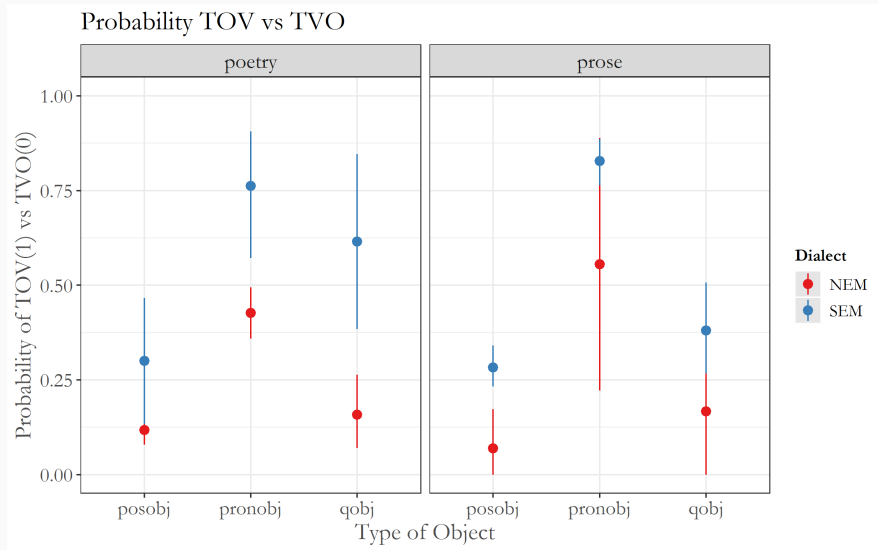 Probability TOV vs TVO
poetry
prose
Probability of TOV(1) vs TVO(0)
1.00
0.75
0.50
0.25
0.00
posobj pronobj qobj
posobj pronobj qobj
Type of Object
Dialect
NEM
SEM